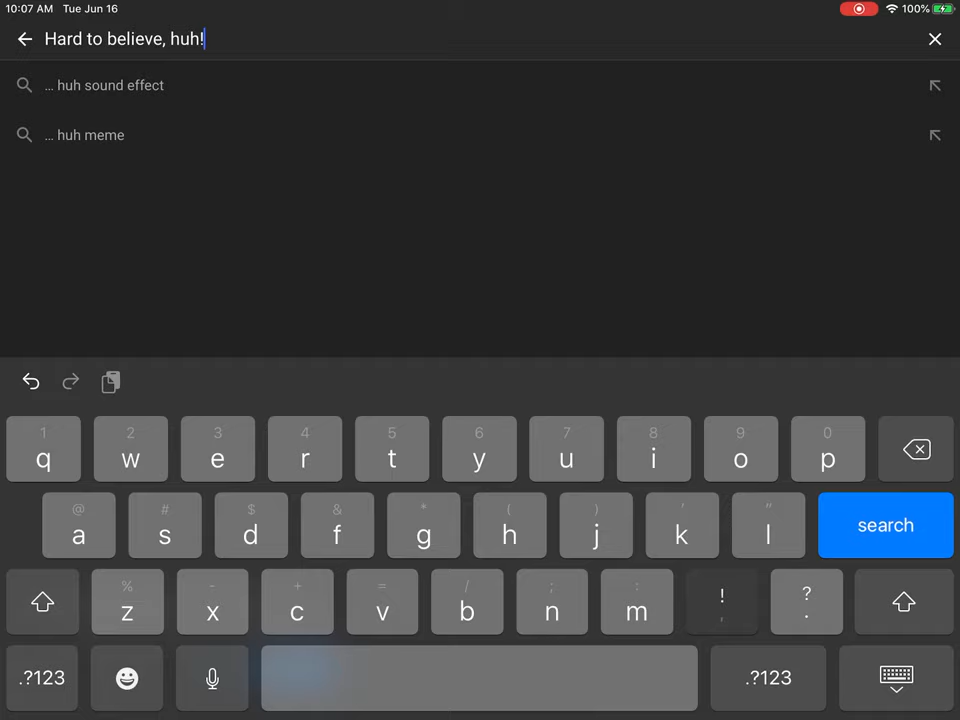 10:07 AM Tue Jun 16 100%
Hard to believe, huh!
... huh sound effect
... huh meme
1 2 3 4 5 6 7 8 9 0
q w e r t y u i o p
@ # $ & * ( ) ' "
a s d f g h j k l search
% - + = / ; : ! ?
z x c v b n m , .
.?123 .?123